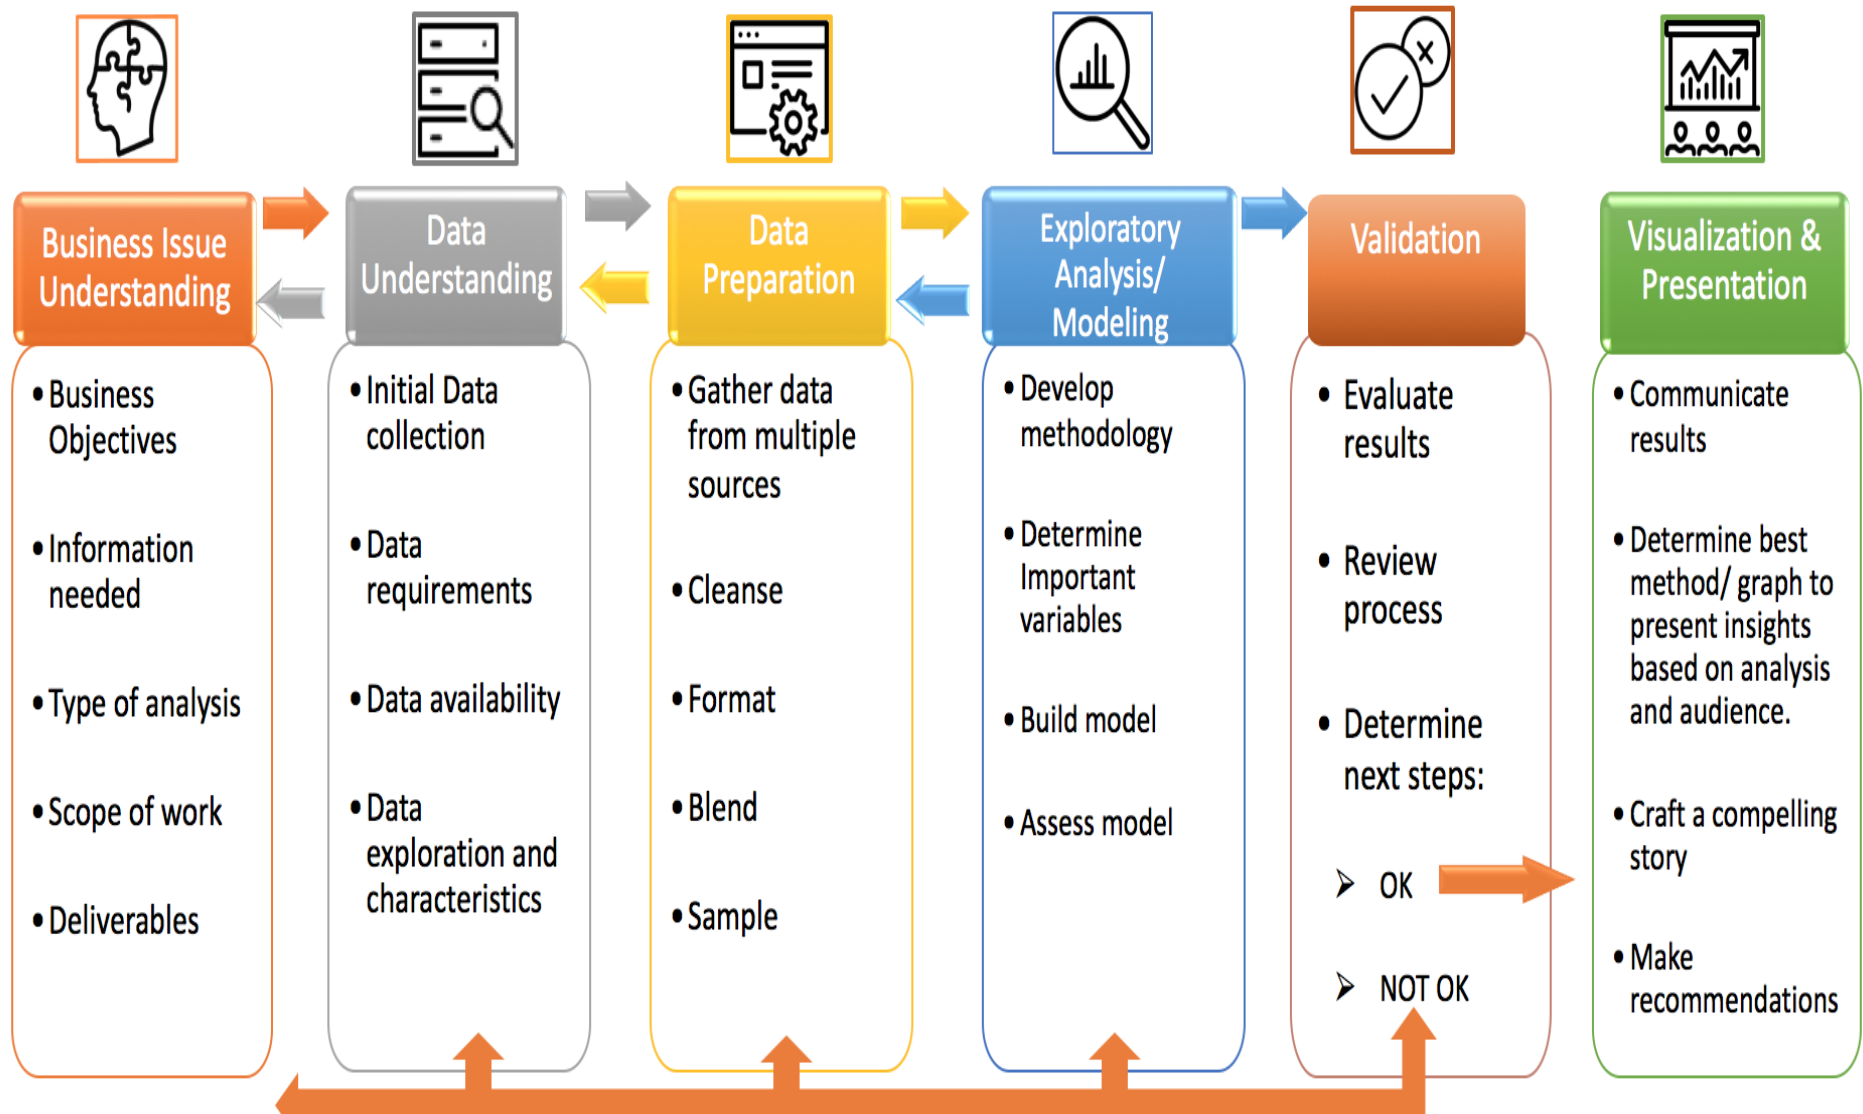 Business Issue
Understanding
Data
Understanding
Data
Preparation
Exploratory
Analysis/
Modeling
Validation
Visualization &
Presentation
• Business
Objectives
• Information
needed
• Type of analysis
• Scope of work
• Deliverables
• Initial Data
collection
• Data
requirements
• Data availability
• Data
exploration and
characteristics
• Gather data
from multiple
sources
• Cleanse
• Format
• Blend
• Sample
• Develop
methodology
• Determine
Important
variables
• Build model
• Assess model
• Evaluate
results
• Review
process
• Determine
next steps:
➢ OK
➢ NOT OK
• Communicate
results
• Determine best
method/ graph to
present insights
based on analysis
and audience.
• Craft a compelling
story
• Make
recommendations